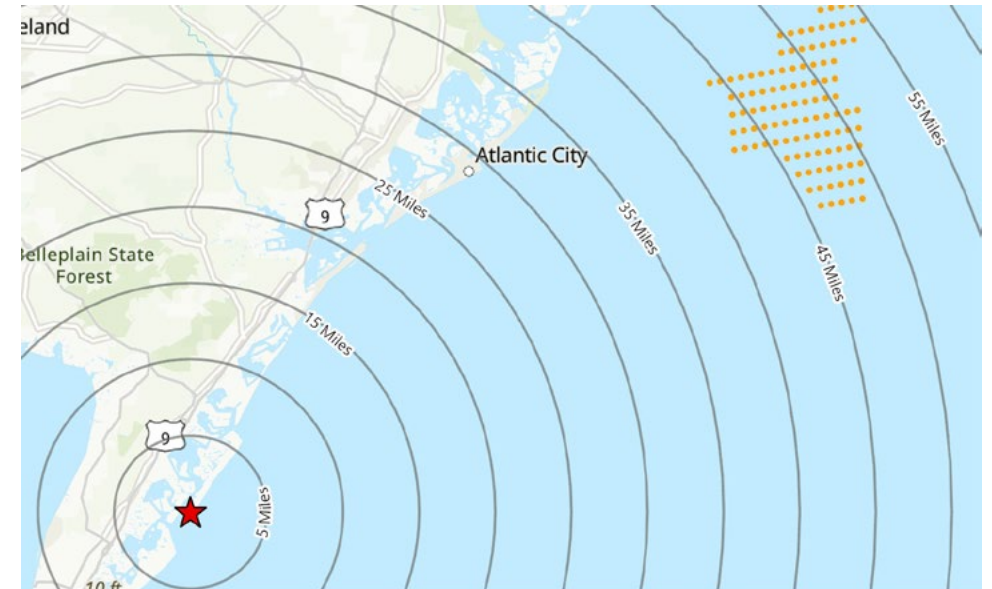 eland
55 Miles
Atlantic City
25 Miles
9
35 Miles
Belleplain State
Forest
45 Miles
15 Miles
9
5 Miles
10 ft